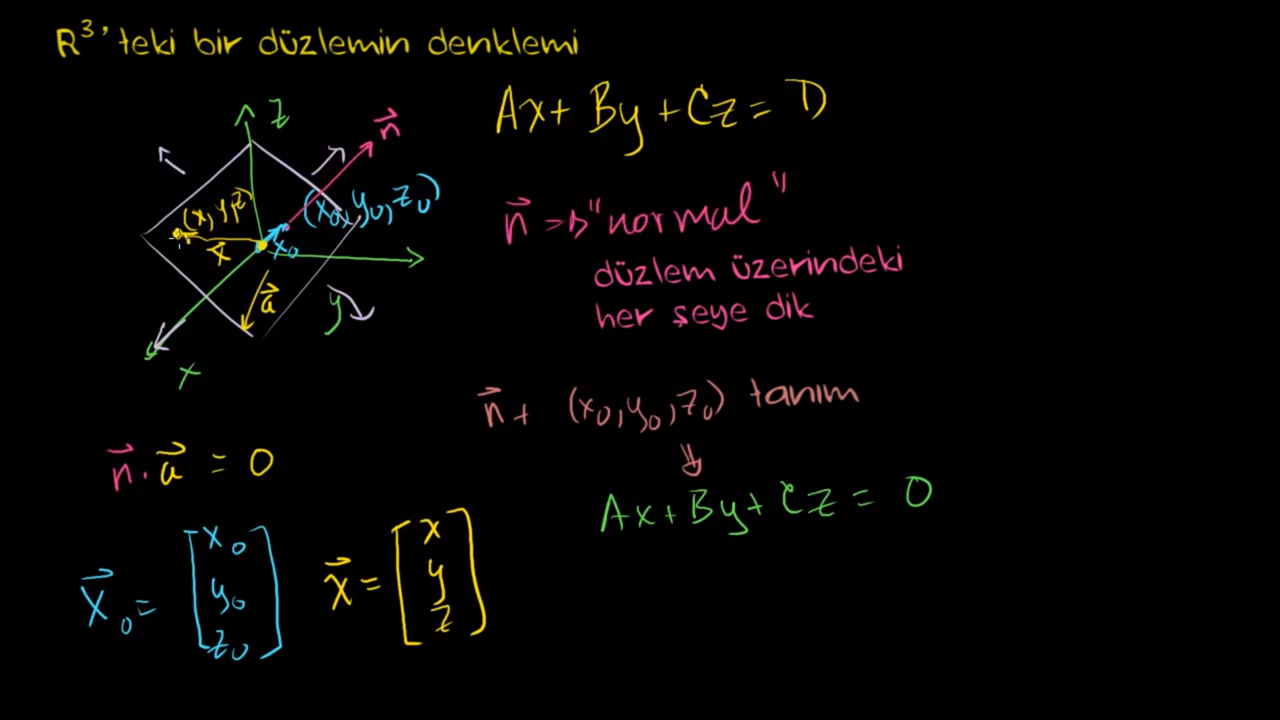 R³'teki bir düzlemin denklemi
Ax + By + Cz = D
z
n⃗
(x, y, z)
(x₀, y₀, z₀)
x₀
x⃗
a⃗
y
x
n⃗ => "normal"
düzlem üzerindeki
her şeye dik
n⃗ + (x₀, y₀, z₀) tanım
⇓
n⃗ · a⃗ = 0
Ax + By + Cz = D
x⃗₀ = [x₀ y₀ z₀]
x⃗ = [x y z]